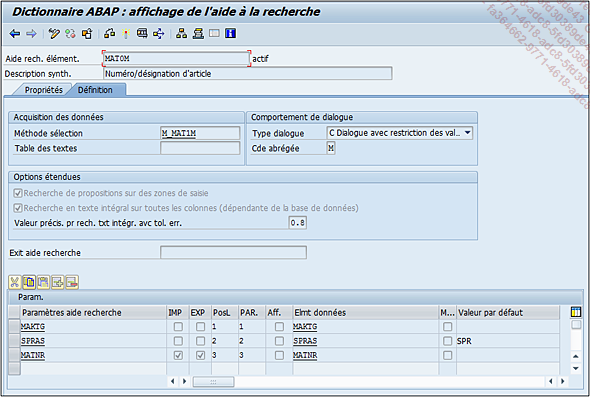 Dictionnaire ABAP : affichage de l'aide à la recherche
Aide rech. élément. MAT0M actif
Description synth. Numéro/désignation d'article
Propriétés Définition
Acquisition des données Comportement de dialogue
Méthode sélection M_MAT1M Type dialogue C Dialogue avec restriction des val...
Table des textes Cde abrégée M
Options étendues
Recherche de propositions sur des zones de saisie
Recherche en texte intégral sur toutes les colonnes (dépendante de la base de données)
Valeur précis. pr rech. txt intégr. avc tol. err. 0.8
Exit aide recherche
Param.
Paramètres aide recherche IMP EXP PosL PAR. Aff. Elmt données M... Valeur par défaut
MAKTG 1 1 MAKTG
SPRAS 2 2 SPRAS SPR
MATNR 3 3 MATNR